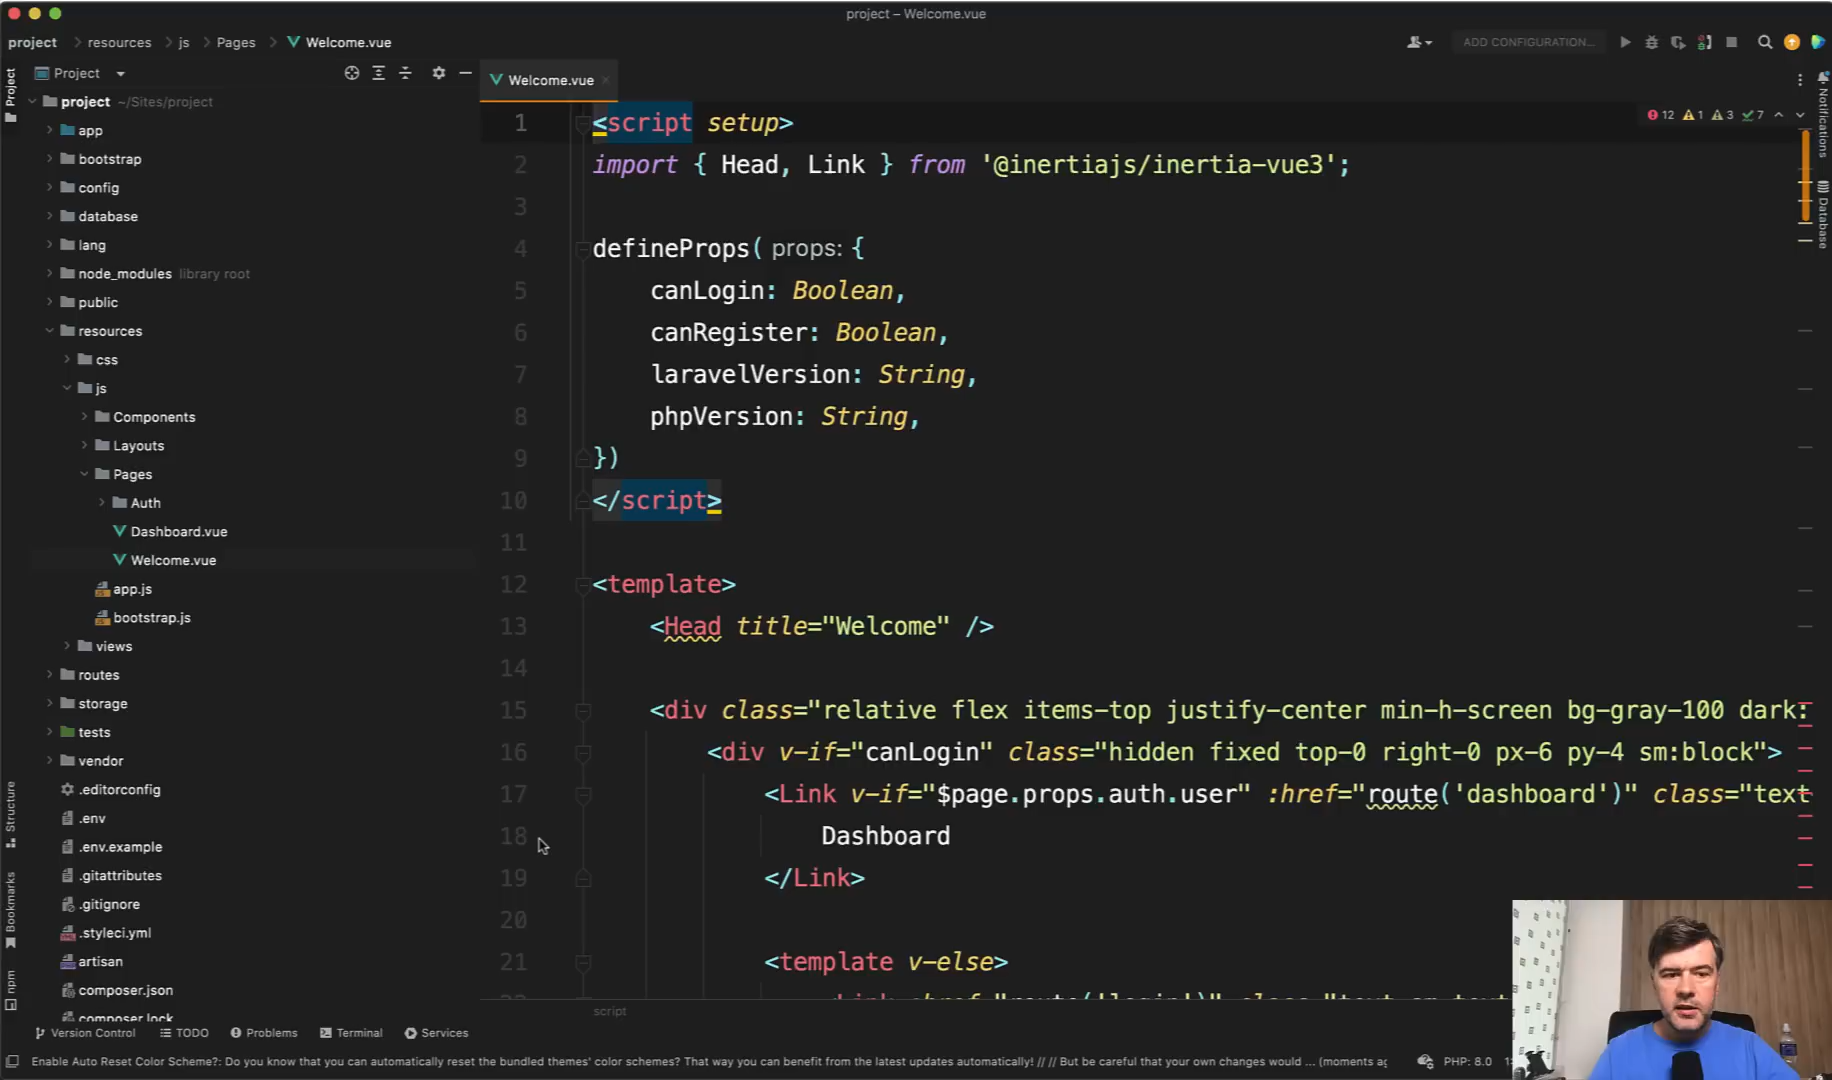 project – Welcome.vue
project
resources
js
Pages
Welcome.vue
ADD CONFIGURATION...
Project
Project
project ~/Sites/project
app
bootstrap
config
database
lang
node_modules library root
public
resources
css
js
Components
Layouts
Pages
Auth
Dashboard.vue
Welcome.vue
app.js
bootstrap.js
views
routes
storage
tests
vendor
.editorconfig
.env
.env.example
.gitattributes
.gitignore
.styleci.yml
artisan
composer.json
composer.lock
Structure
Bookmarks
npm
Welcome.vue
12 1 3 7
Notifications
Database
1 <script setup>
2 import { Head, Link } from '@inertiajs/inertia-vue3';
3
4 defineProps( props: {
5 canLogin: Boolean,
6 canRegister: Boolean,
7 laravelVersion: String,
8 phpVersion: String,
9 })
10 </script>
11
12 <template>
13 <Head title="Welcome" />
14
15 <div class="relative flex items-top justify-center min-h-screen bg-gray-100 dark:
16 <div v-if="canLogin" class="hidden fixed top-0 right-0 px-6 py-4 sm:block">
17 <Link v-if="$page.props.auth.user" :href="route('dashboard')" class="text
18 Dashboard
19 </Link>
20
21 <template v-else>
script
Version Control
TODO
Problems
Terminal
Services
Enable Auto Reset Color Scheme?: Do you know that you can automatically reset the bundled themes' color schemes? That way you can benefit from the latest updates automatically! // // But be careful that your own changes would ... (moments ag
PHP: 8.0